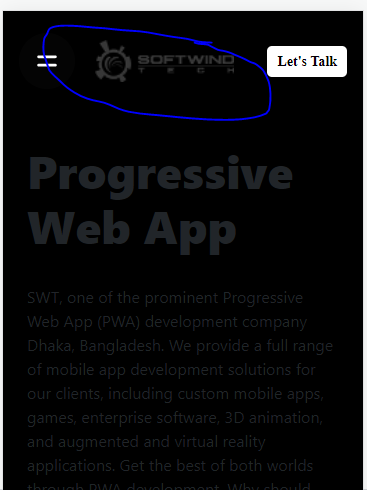 SOFTWIND
TECH
Let's Talk
Progressive
Web App
SWT, one of the prominent Progressive
Web App (PWA) development company
Dhaka, Bangladesh. We provide a full range
of mobile app development solutions for
our clients, including custom mobile apps,
games, enterprise software, 3D animation,
and augmented and virtual reality
applications. Get the best of both worlds
through PWA development. Why should